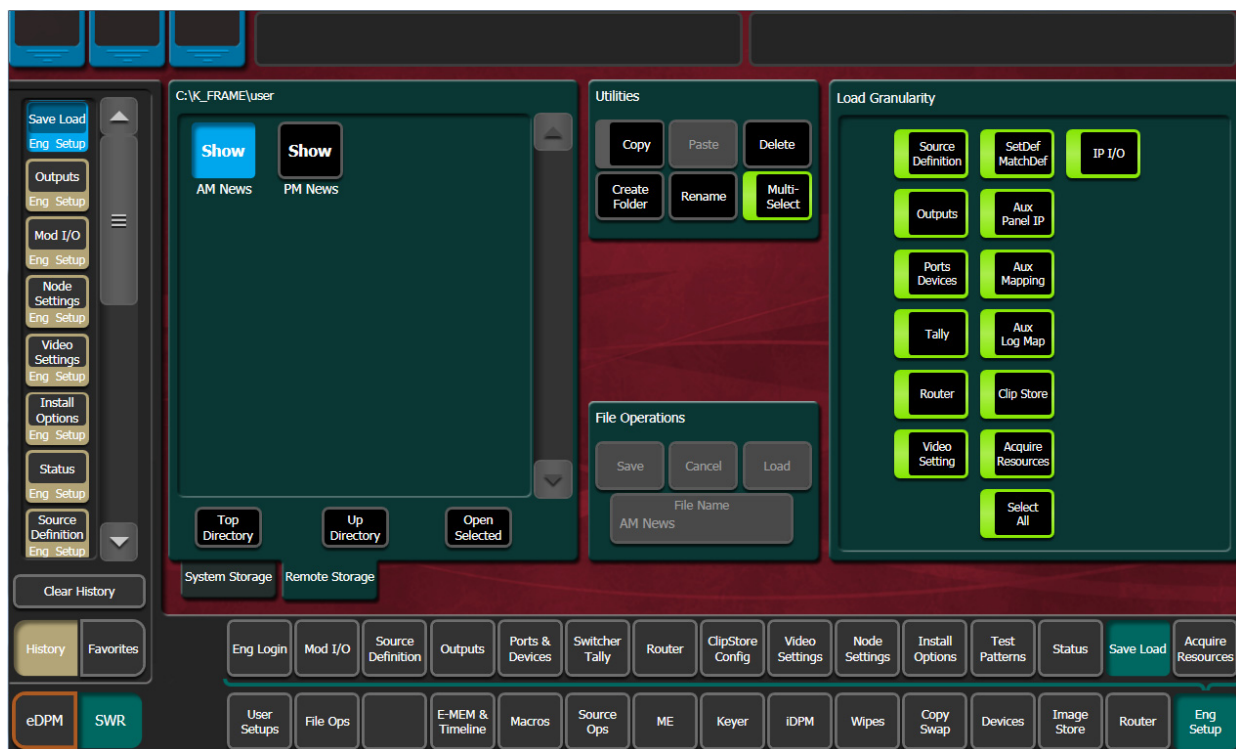 C:\K_FRAME\user
Utilities
Load Granularity
Save Load
Eng Setup
Outputs
Eng Setup
Mod I/O
Eng Setup
Node
Settings
Eng Setup
Video
Settings
Eng Setup
Install
Options
Eng Setup
Status
Eng Setup
Source
Definition
Eng Setup
Clear History
History
Favorites
eDPM
SWR
Show
AM News
Show
PM News
Top
Directory
Up
Directory
Open
Selected
System Storage
Remote Storage
Copy
Paste
Delete
Create
Folder
Rename
Multi-
Select
File Operations
Save
Cancel
Load
File Name
AM News
Source
Definition
SetDef
MatchDef
IP I/O
Outputs
Aux
Panel IP
Ports
Devices
Aux
Mapping
Tally
Aux
Log Map
Router
Clip Store
Video
Setting
Acquire
Resources
Select
All
Eng Login
Mod I/O
Source
Definition
Outputs
Ports &
Devices
Switcher
Tally
Router
ClipStore
Config
Video
Settings
Node
Settings
Install
Options
Test
Patterns
Status
Save Load
Acquire
Resources
User
Setups
File Ops
E-MEM &
Timeline
Macros
Source
Ops
ME
Keyer
iDPM
Wipes
Copy
Swap
Devices
Image
Store
Router
Eng
Setup